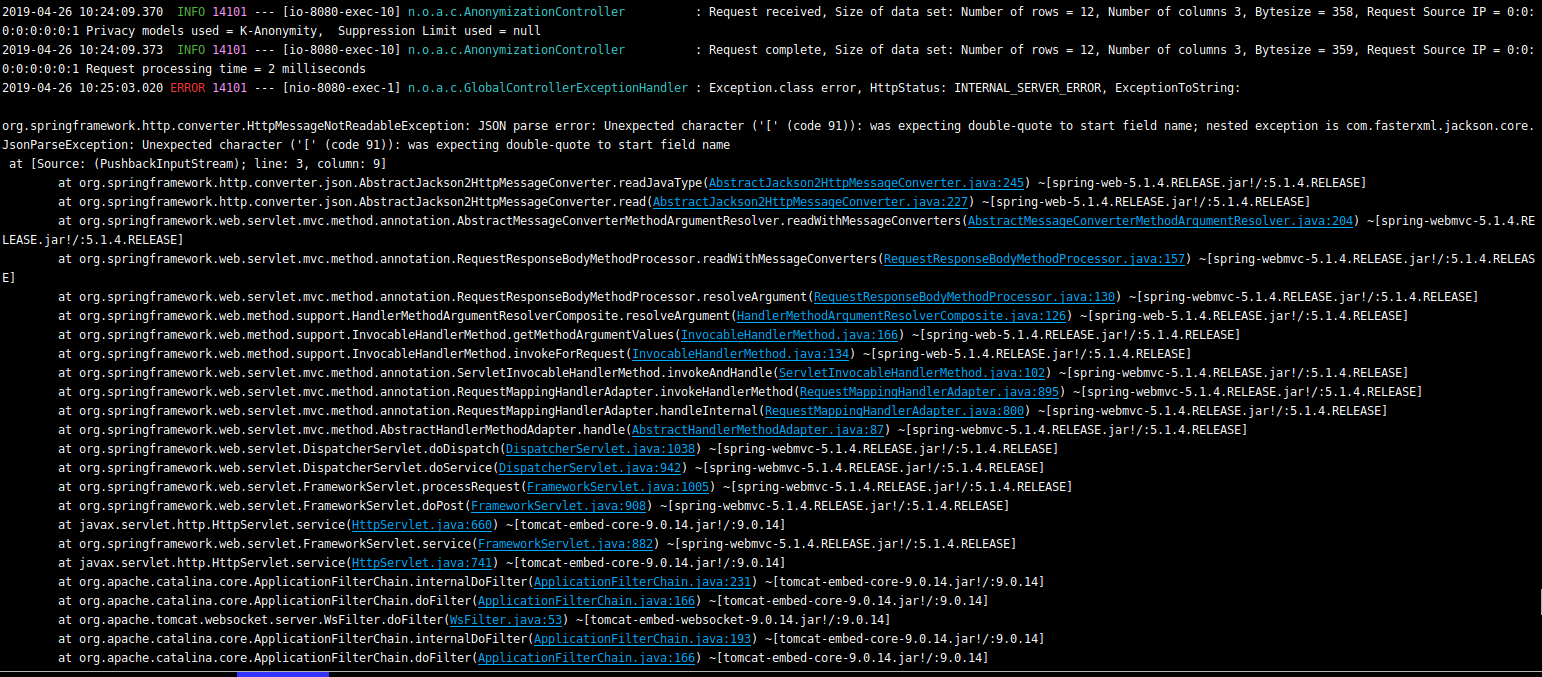 2019-04-26 10:24:09.370  INFO 14101 --- [io-8080-exec-10] n.o.a.c.AnonymizationController          : Request received, Size of data set: Number of rows = 12, Number of columns 3, Bytesize = 358, Request Source IP = 0:0:
0:0:0:0:0:1 Privacy models used = K-Anonymity,  Suppression Limit used = null
2019-04-26 10:24:09.373  INFO 14101 --- [io-8080-exec-10] n.o.a.c.AnonymizationController          : Request complete, Size of data set: Number of rows = 12, Number of columns 3, Bytesize = 359, Request Source IP = 0:0:
0:0:0:0:0:1 Request processing time = 2 milliseconds
2019-04-26 10:25:03.020 ERROR 14101 --- [nio-8080-exec-1] n.o.a.c.GlobalControllerExceptionHandler : Exception.class error, HttpStatus: INTERNAL_SERVER_ERROR, ExceptionToString:
org.springframework.http.converter.HttpMessageNotReadableException: JSON parse error: Unexpected character ('[' (code 91)): was expecting double-quote to start field name; nested exception is com.fasterxml.jackson.core.
JsonParseException: Unexpected character ('[' (code 91)): was expecting double-quote to start field name
 at [Source: (PushbackInputStream); line: 3, column: 9]
        at org.springframework.http.converter.json.AbstractJackson2HttpMessageConverter.readJavaType(AbstractJackson2HttpMessageConverter.java:245) ~[spring-web-5.1.4.RELEASE.jar!/:5.1.4.RELEASE]
        at org.springframework.http.converter.json.AbstractJackson2HttpMessageConverter.read(AbstractJackson2HttpMessageConverter.java:227) ~[spring-web-5.1.4.RELEASE.jar!/:5.1.4.RELEASE]
        at org.springframework.web.servlet.mvc.method.annotation.AbstractMessageConverterMethodArgumentResolver.readWithMessageConverters(AbstractMessageConverterMethodArgumentResolver.java:204) ~[spring-webmvc-5.1.4.RE
LEASE.jar!/:5.1.4.RELEASE]
        at org.springframework.web.servlet.mvc.method.annotation.RequestResponseBodyMethodProcessor.readWithMessageConverters(RequestResponseBodyMethodProcessor.java:157) ~[spring-webmvc-5.1.4.RELEASE.jar!/:5.1.4.RELEAS
E]
        at org.springframework.web.servlet.mvc.method.annotation.RequestResponseBodyMethodProcessor.resolveArgument(RequestResponseBodyMethodProcessor.java:130) ~[spring-webmvc-5.1.4.RELEASE.jar!/:5.1.4.RELEASE]
        at org.springframework.web.method.support.HandlerMethodArgumentResolverComposite.resolveArgument(HandlerMethodArgumentResolverComposite.java:126) ~[spring-web-5.1.4.RELEASE.jar!/:5.1.4.RELEASE]
        at org.springframework.web.method.support.InvocableHandlerMethod.getMethodArgumentValues(InvocableHandlerMethod.java:166) ~[spring-web-5.1.4.RELEASE.jar!/:5.1.4.RELEASE]
        at org.springframework.web.method.support.InvocableHandlerMethod.invokeForRequest(InvocableHandlerMethod.java:134) ~[spring-web-5.1.4.RELEASE.jar!/:5.1.4.RELEASE]
        at org.springframework.web.servlet.mvc.method.annotation.ServletInvocableHandlerMethod.invokeAndHandle(ServletInvocableHandlerMethod.java:102) ~[spring-webmvc-5.1.4.RELEASE.jar!/:5.1.4.RELEASE]
        at org.springframework.web.servlet.mvc.method.annotation.RequestMappingHandlerAdapter.invokeHandlerMethod(RequestMappingHandlerAdapter.java:895) ~[spring-webmvc-5.1.4.RELEASE.jar!/:5.1.4.RELEASE]
        at org.springframework.web.servlet.mvc.method.annotation.RequestMappingHandlerAdapter.handleInternal(RequestMappingHandlerAdapter.java:800) ~[spring-webmvc-5.1.4.RELEASE.jar!/:5.1.4.RELEASE]
        at org.springframework.web.servlet.mvc.method.AbstractHandlerMethodAdapter.handle(AbstractHandlerMethodAdapter.java:87) ~[spring-webmvc-5.1.4.RELEASE.jar!/:5.1.4.RELEASE]
        at org.springframework.web.servlet.DispatcherServlet.doDispatch(DispatcherServlet.java:1038) ~[spring-webmvc-5.1.4.RELEASE.jar!/:5.1.4.RELEASE]
        at org.springframework.web.servlet.DispatcherServlet.doService(DispatcherServlet.java:942) ~[spring-webmvc-5.1.4.RELEASE.jar!/:5.1.4.RELEASE]
        at org.springframework.web.servlet.FrameworkServlet.processRequest(FrameworkServlet.java:1005) ~[spring-webmvc-5.1.4.RELEASE.jar!/:5.1.4.RELEASE]
        at org.springframework.web.servlet.FrameworkServlet.doPost(FrameworkServlet.java:908) ~[spring-webmvc-5.1.4.RELEASE.jar!/:5.1.4.RELEASE]
        at javax.servlet.http.HttpServlet.service(HttpServlet.java:660) ~[tomcat-embed-core-9.0.14.jar!/:9.0.14]
        at org.springframework.web.servlet.FrameworkServlet.service(FrameworkServlet.java:882) ~[spring-webmvc-5.1.4.RELEASE.jar!/:5.1.4.RELEASE]
        at javax.servlet.http.HttpServlet.service(HttpServlet.java:741) ~[tomcat-embed-core-9.0.14.jar!/:9.0.14]
        at org.apache.catalina.core.ApplicationFilterChain.internalDoFilter(ApplicationFilterChain.java:231) ~[tomcat-embed-core-9.0.14.jar!/:9.0.14]
        at org.apache.catalina.core.ApplicationFilterChain.doFilter(ApplicationFilterChain.java:166) ~[tomcat-embed-core-9.0.14.jar!/:9.0.14]
        at org.apache.tomcat.websocket.server.WsFilter.doFilter(WsFilter.java:53) ~[tomcat-embed-websocket-9.0.14.jar!/:9.0.14]
        at org.apache.catalina.core.ApplicationFilterChain.internalDoFilter(ApplicationFilterChain.java:193) ~[tomcat-embed-core-9.0.14.jar!/:9.0.14]
        at org.apache.catalina.core.ApplicationFilterChain.doFilter(ApplicationFilterChain.java:166) ~[tomcat-embed-core-9.0.14.jar!/:9.0.14]